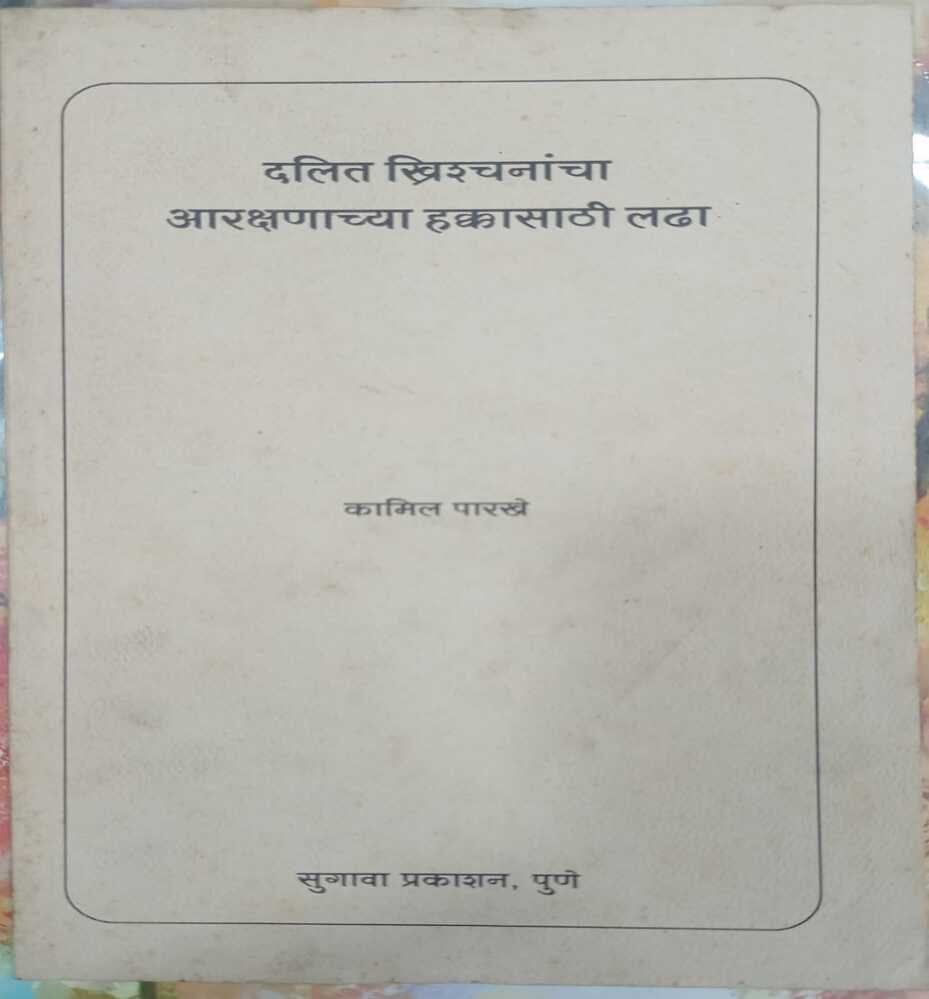 दलित ख्रिश्चनांचा
आरक्षणाच्या हक्कासाठी लढा
कामिल पारखे
सुगावा प्रकाशन, पुणे